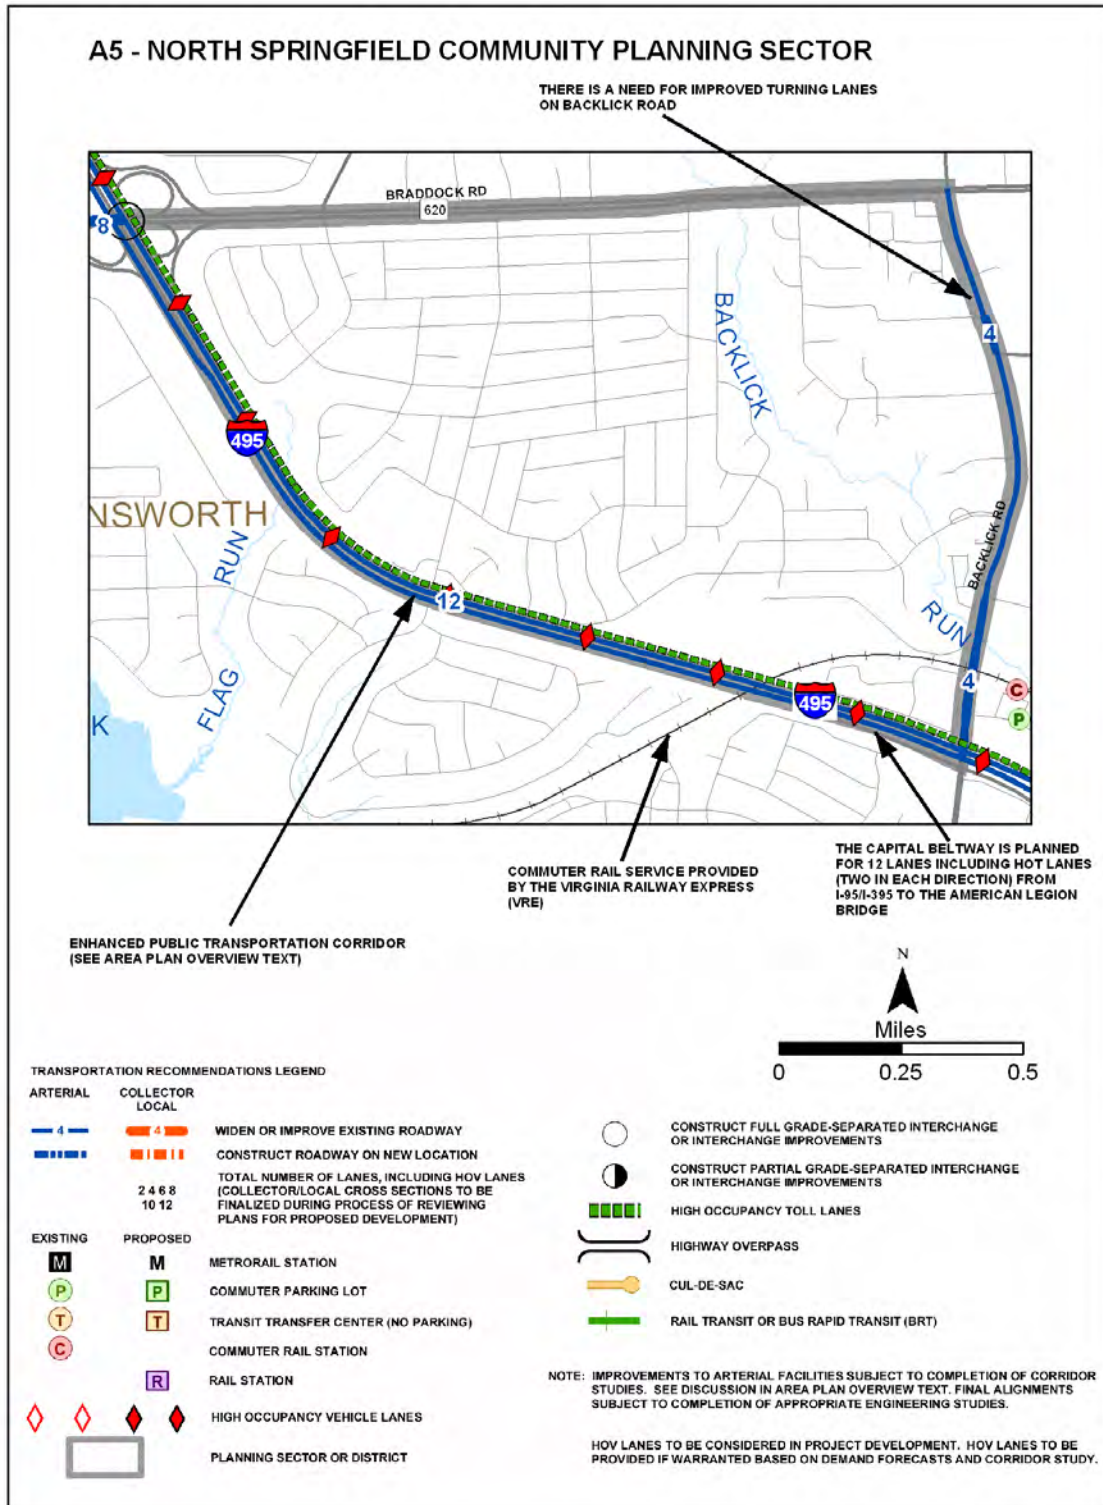 A5 - NORTH SPRINGFIELD COMMUNITY PLANNING SECTOR
THERE IS A NEED FOR IMPROVED TURNING LANES
ON BACKLICK ROAD
BRADDOCK RD
620
8
BACKLICK
4
495
NSWORTH
RUN
BACKLICK RD
12
RUN
FLAG
4
495
C
P
K
COMMUTER RAIL SERVICE PROVIDED
BY THE VIRGINIA RAILWAY EXPRESS
(VRE)
THE CAPITAL BELTWAY IS PLANNED
FOR 12 LANES INCLUDING HOT LANES
(TWO IN EACH DIRECTION) FROM
I-95/I-395 TO THE AMERICAN LEGION
BRIDGE
ENHANCED PUBLIC TRANSPORTATION CORRIDOR
(SEE AREA PLAN OVERVIEW TEXT)
N
Miles
0 0.25 0.5
TRANSPORTATION RECOMMENDATIONS LEGEND
ARTERIAL COLLECTOR
LOCAL
4 4 WIDEN OR IMPROVE EXISTING ROADWAY
CONSTRUCT ROADWAY ON NEW LOCATION
2 4 6 8
10 12
TOTAL NUMBER OF LANES, INCLUDING HOV LANES
(COLLECTOR/LOCAL CROSS SECTIONS TO BE
FINALIZED DURING PROCESS OF REVIEWING
PLANS FOR PROPOSED DEVELOPMENT)
EXISTING PROPOSED
M M METRORAIL STATION
P P COMMUTER PARKING LOT
T T TRANSIT TRANSFER CENTER (NO PARKING)
C COMMUTER RAIL STATION
R RAIL STATION
HIGH OCCUPANCY VEHICLE LANES
PLANNING SECTOR OR DISTRICT
CONSTRUCT FULL GRADE-SEPARATED INTERCHANGE
OR INTERCHANGE IMPROVEMENTS
CONSTRUCT PARTIAL GRADE-SEPARATED INTERCHANGE
OR INTERCHANGE IMPROVEMENTS
HIGH OCCUPANCY TOLL LANES
HIGHWAY OVERPASS
CUL-DE-SAC
RAIL TRANSIT OR BUS RAPID TRANSIT (BRT)
NOTE: IMPROVEMENTS TO ARTERIAL FACILITIES SUBJECT TO COMPLETION OF CORRIDOR
STUDIES. SEE DISCUSSION IN AREA PLAN OVERVIEW TEXT. FINAL ALIGNMENTS
SUBJECT TO COMPLETION OF APPROPRIATE ENGINEERING STUDIES.
HOV LANES TO BE CONSIDERED IN PROJECT DEVELOPMENT. HOV LANES TO BE
PROVIDED IF WARRANTED BASED ON DEMAND FORECASTS AND CORRIDOR STUDY.